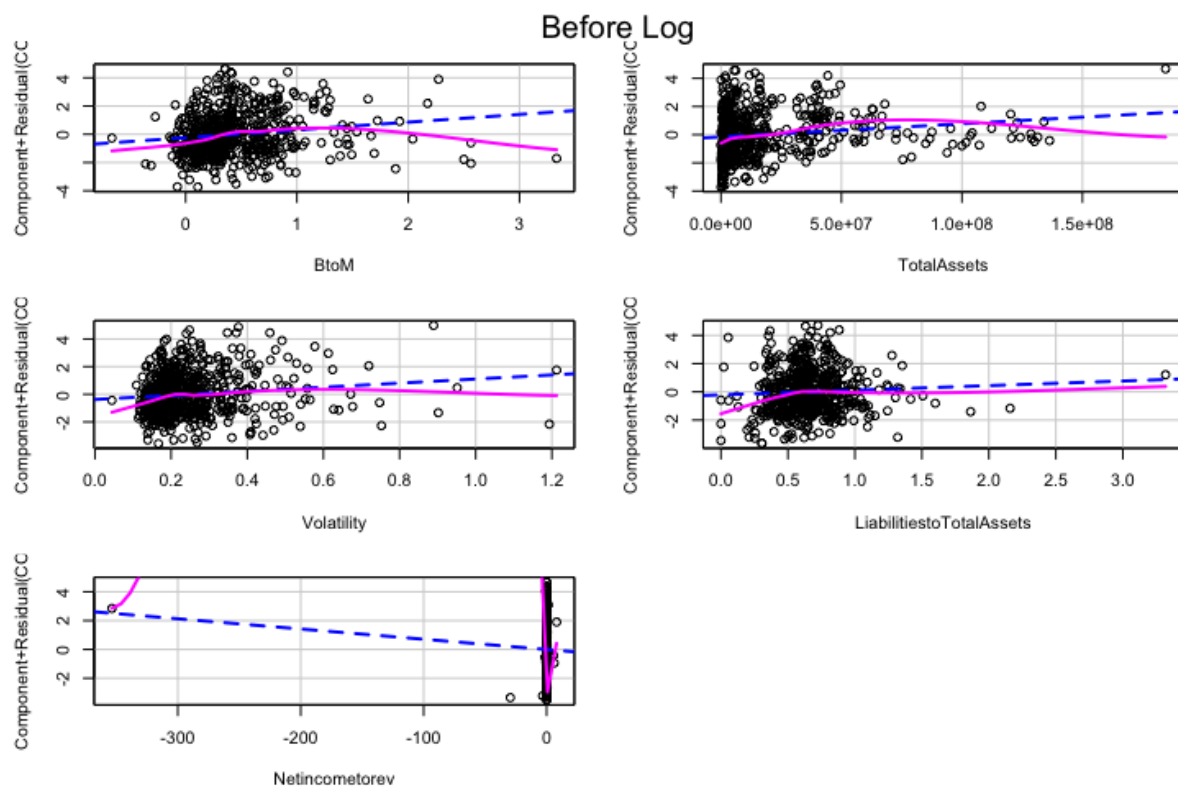 Before Log
Component+Residual(CC
4
2
0
-4
0
1
2
3
BtoM
Component+Residual(CC
4
2
0
-4
0.0e+00
5.0e+07
1.0e+08
1.5e+08
TotalAssets
Component+Residual(CC
4
2
0
-2
0.0
0.2
0.4
0.6
0.8
1.0
1.2
Volatility
Component+Residual(CC
4
2
0
-2
0.0
0.5
1.0
1.5
2.0
2.5
3.0
LiabilitiestoTotalAssets
Component+Residual(CC
4
2
0
-2
-300
-200
-100
0
Netincometorev